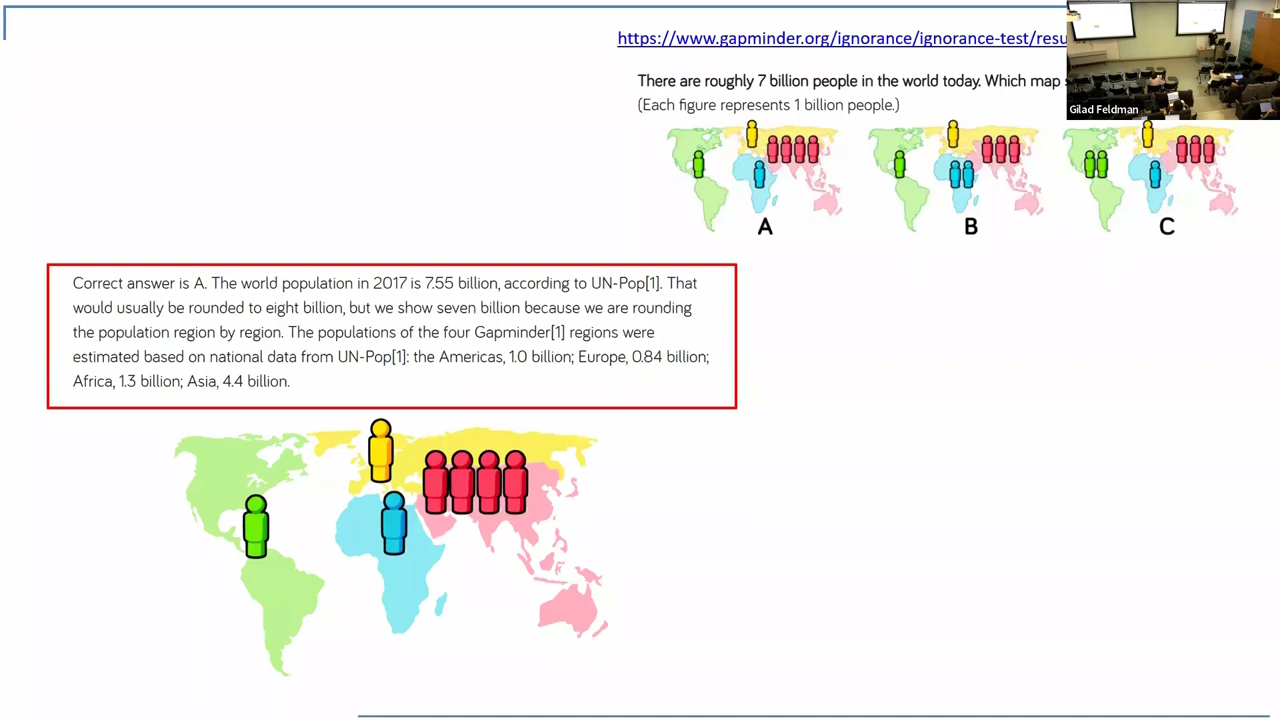 https://www.gapminder.org/ignorance/ignorance-test/resu
There are roughly 7 billion people in the world today. Which map
(Each figure represents 1 billion people.)
Gilad Feldman
A
B
C
Correct answer is A. The world population in 2017 is 7.55 billion, according to UN-Pop[1]. That
would usually be rounded to eight billion, but we show seven billion because we are rounding
the population region by region. The populations of the four Gapminder[1] regions were
estimated based on national data from UN-Pop[1]: the Americas, 1.0 billion; Europe, 0.84 billion;
Africa, 1.3 billion; Asia, 4.4 billion.